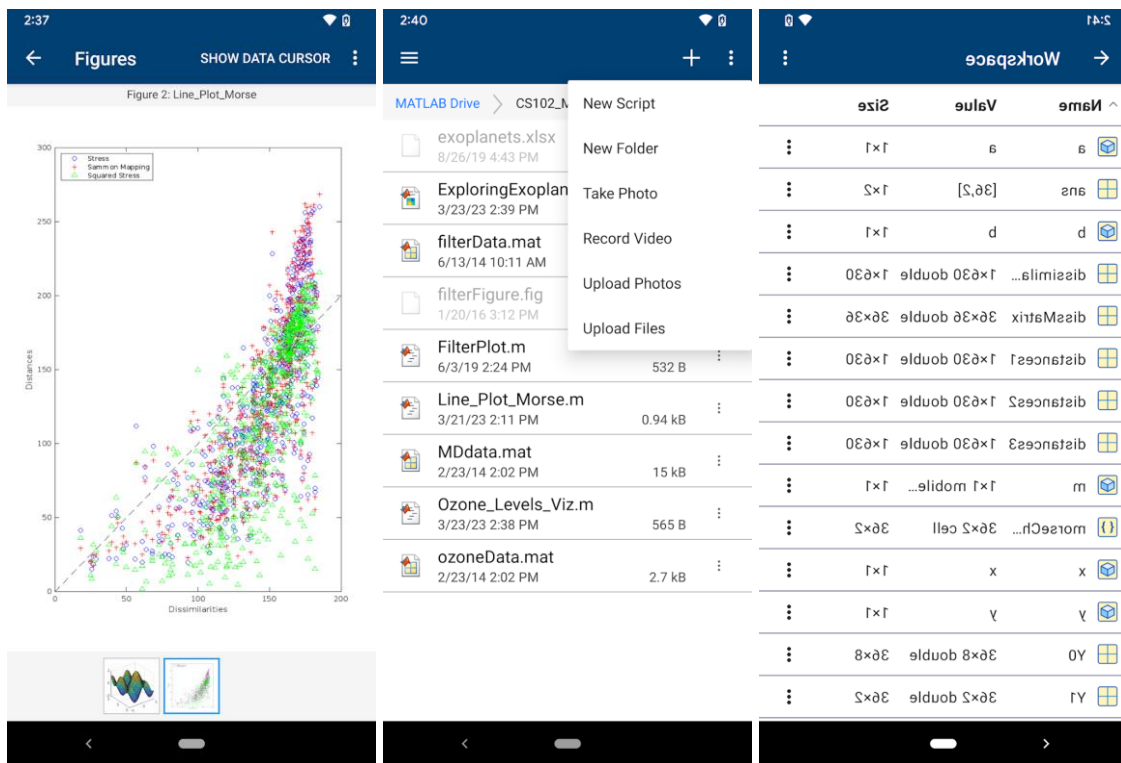 2:37
Figures
SHOW DATA CURSOR
Figure 2: Line_Plot_Morse
Stress
Sammon Mapping
Squared Stress
300
250
200
150
100
50
0
Distances
0 50 100 150 200
Dissimilarities
2:40
MATLAB Drive CS102_M
exoplanets.xlsx
8/26/19 4:43 PM
ExploringExoplan
3/23/23 2:39 PM
filterData.mat
6/13/14 10:11 AM
filterFigure.fig
1/20/16 3:12 PM
FilterPlot.m
6/3/19 2:24 PM 532 B
Line_Plot_Morse.m
3/21/23 2:11 PM 0.94 kB
MDdata.mat
2/23/14 2:02 PM 15 kB
Ozone_Levels_Viz.m
3/23/23 2:38 PM 565 B
ozoneData.mat
2/23/14 2:02 PM 2.7 kB
New Script
New Folder
Take Photo
Record Video
Upload Photos
Upload Files
2:41
Workspace
Name Value Size
a a 1×1
ans [36,2] 1×2
b b 1×1
dissimila... 1×630 double 1×630
dissMatrix 36×36 double 36×36
distances1 1×630 double 1×630
distances2 1×630 double 1×630
distances3 1×630 double 1×630
m 1×1 mobile... 1×1
morseCh... 36×2 cell 36×2
x x 1×1
y y 1×1
Y0 36×8 double 36×8
Y1 36×2 double 36×2